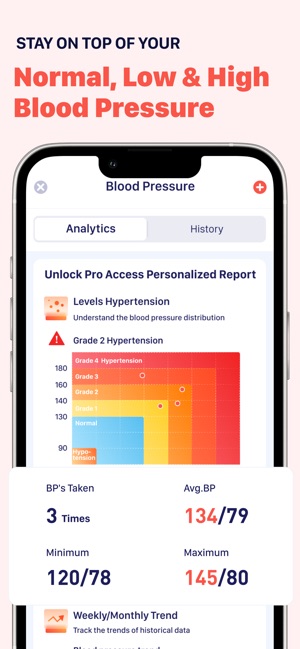 STAY ON TOP OF YOUR
Normal, Low & High
Blood Pressure
Blood Pressure
Analytics
History
Unlock Pro Access Personalized Report
Levels Hypertension
Understand the blood pressure distribution
Grade 2 Hypertension
Grade 4 Hypertension
180
Grade 3
160
Grade 2
140
Grade 1
130
Normal
90
Hypo-
tension
BP's Taken
Avg.BP
3 Times
134/79
Minimum
Maximum
120/78
145/80
Weekly/Monthly Trend
Track the trends of historical data